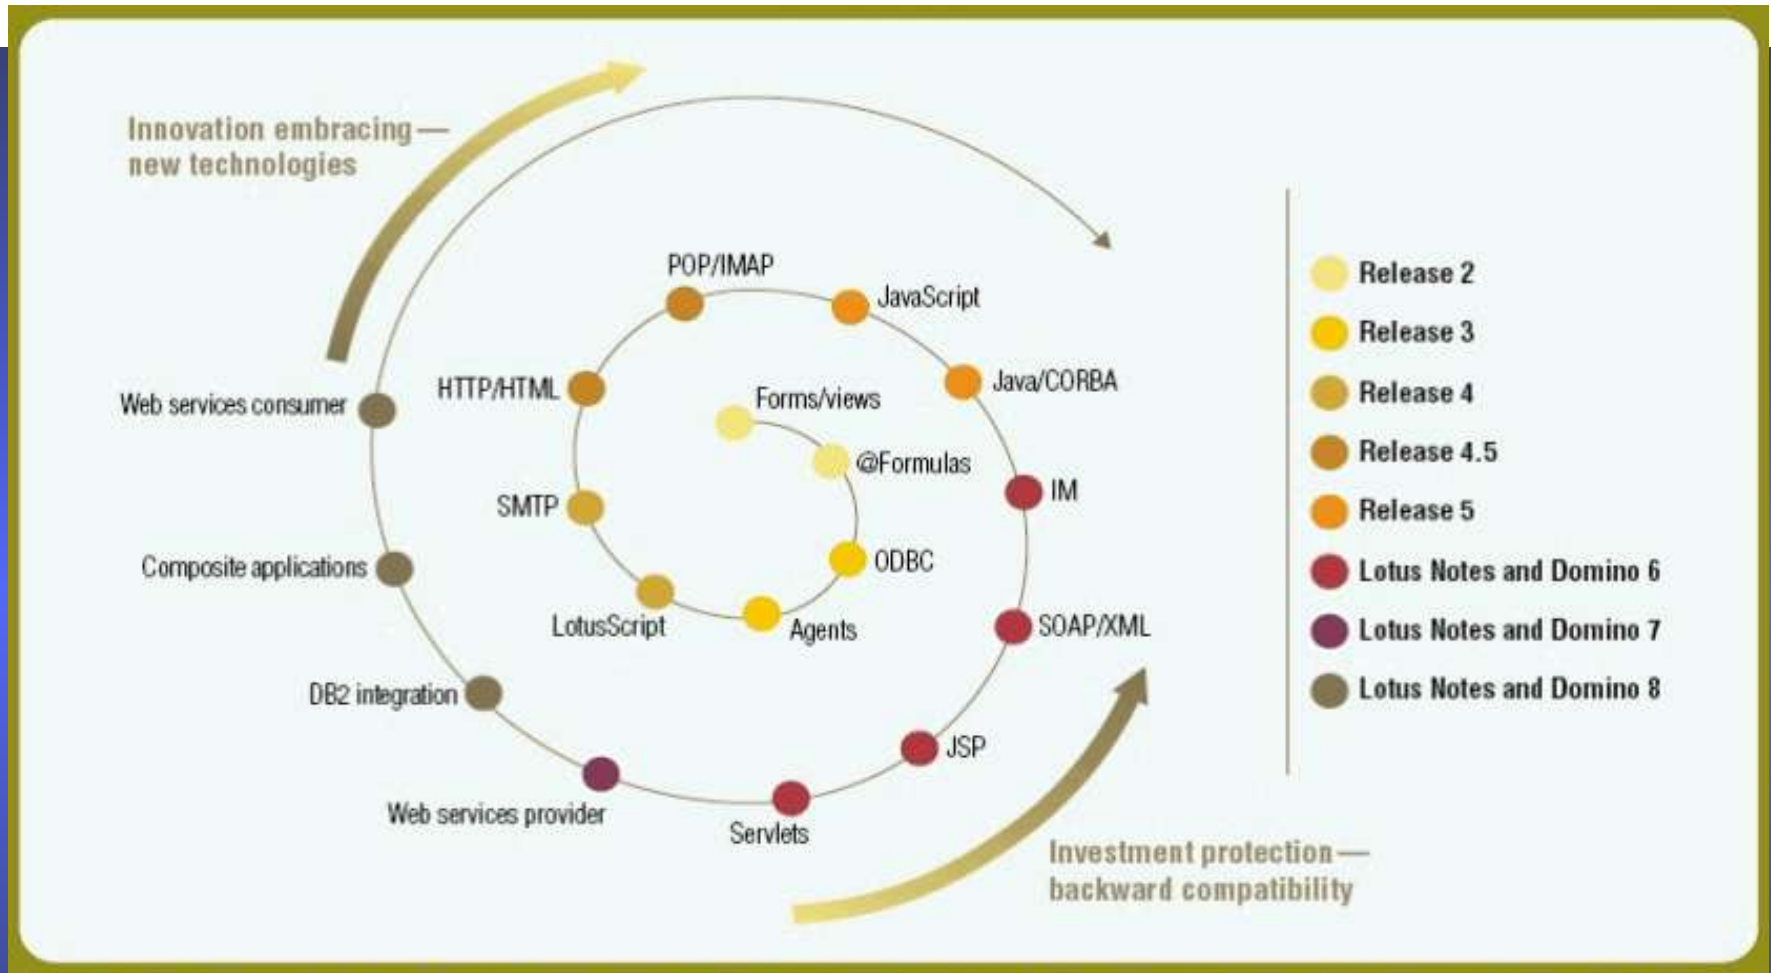 Innovation embracing—
new technologies
POP/IMAP
JavaScript
HTTP/HTML
Java/CORBA
Forms/views
Web services consumer
@Formulas
IM
SMTP
ODBC
Composite applications
LotusScript
Agents
SOAP/XML
DB2 integration
JSP
Web services provider
Servlets
Investment protection—
backward compatibility
Release 2
Release 3
Release 4
Release 4.5
Release 5
Lotus Notes and Domino 6
Lotus Notes and Domino 7
Lotus Notes and Domino 8